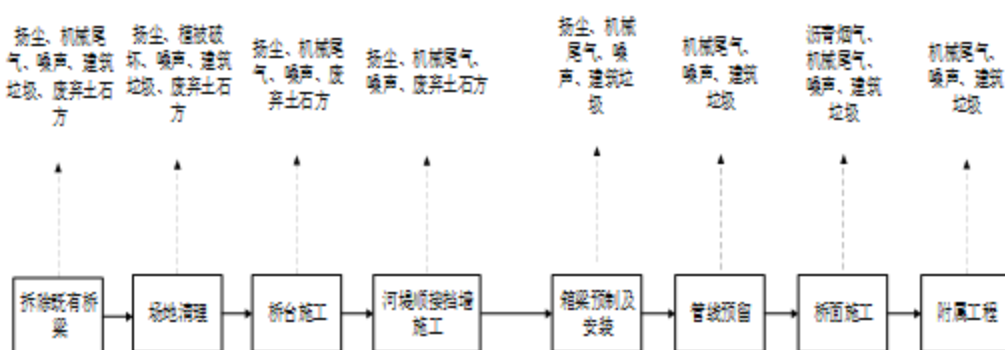 扬尘、机械尾
气、噪声、建筑
垃圾、废弃土石
方
扬尘、植被破
坏、噪声、建筑
垃圾、废弃土石
方
扬尘、机械尾
气、噪声、废
弃土石方
扬尘、机械尾气、
噪声、废弃土石方
扬尘、机械
尾气、噪
声、建筑垃
圾
机械尾气、
噪声、建筑
垃圾
沥青烟气、
机械尾气、
噪声、建筑
垃圾
机械尾气、
噪声、建筑
垃圾
拆除既有桥
梁
场地清理
桥台施工
河堤顺接挡墙
施工
箱梁预制及
安装
管线预留
桥面施工
附属工程